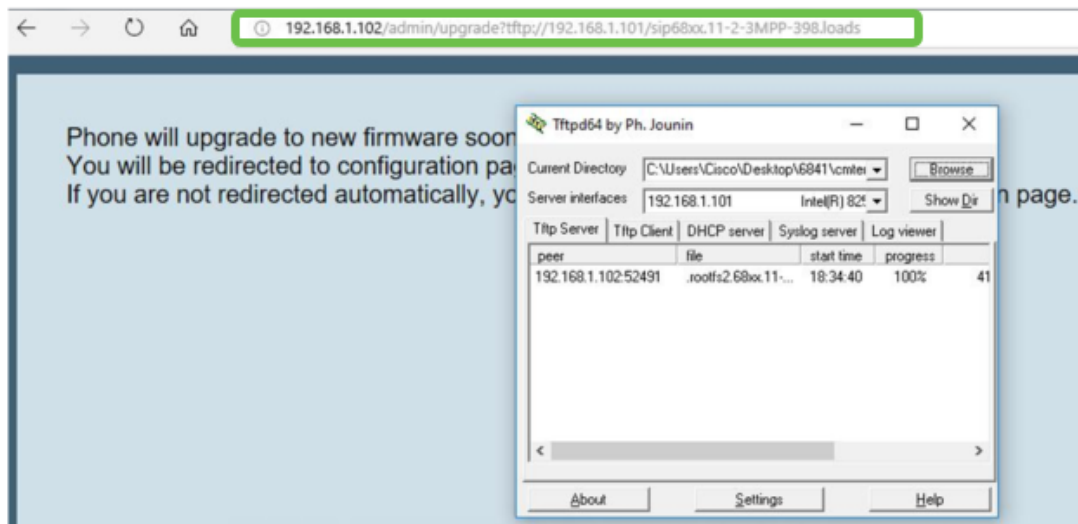 192.168.1.102/admin/upgrade?tftp://192.168.1.101/sip68xx.11-2-3MPP-398.loads
Phone will upgrade to new firmware soon
You will be redirected to configuration pa
If you are not redirected automatically, yo
n page.
Tftpd64 by Ph. Jounin
Current Directory C:\Users\Cisco\Desktop\6841\cmter Browse
Server interfaces 192.168.1.101 Intel(R) 82 Show Dir
Tftp Server Tftp Client DHCP server Syslog server Log viewer
peer file start time progress
192.168.1.102:52491 .rootfs2.68xx.11-... 18:34:40 100% 41
About Settings Help